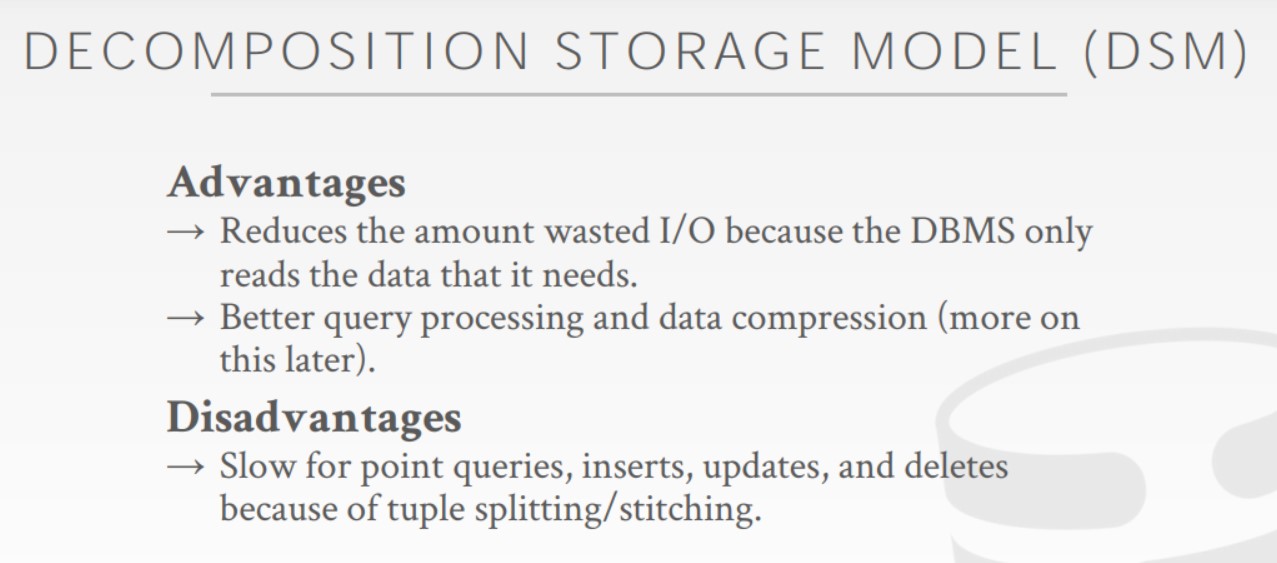 DECOMPOSITION STORAGE MODEL (DSM)
Advantages
→ Reduces the amount wasted I/O because the DBMS only
reads the data that it needs.
→ Better query processing and data compression (more on
this later).
Disadvantages
→ Slow for point queries, inserts, updates, and deletes
because of tuple splitting/stitching.